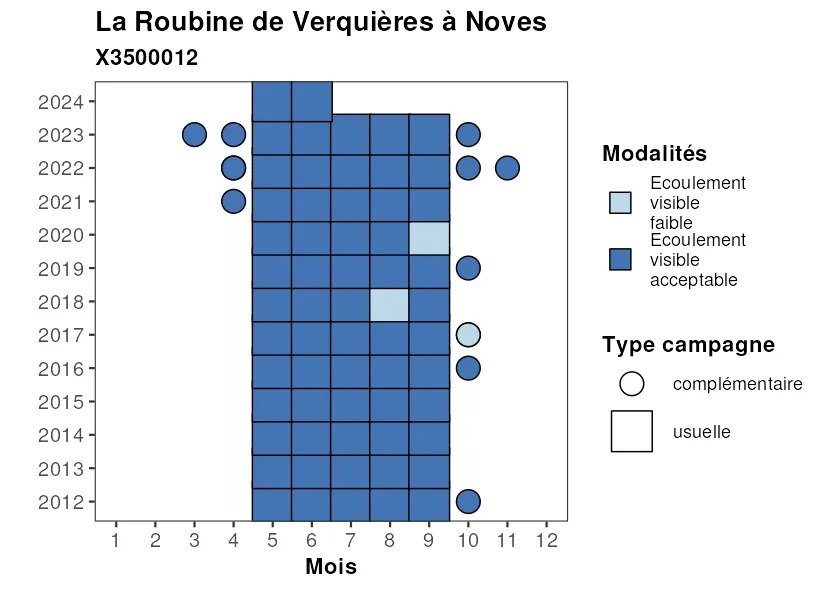 La Roubine de Verquières à Noves
X3500012
2024
2023
2022
2021
2020
2019
2018
2017
2016
2015
2014
2013
2012
1 2 3 4 5 6 7 8 9 10 11 12
Mois
Modalités
Ecoulement
visible
faible
Ecoulement
visible
acceptable
Type campagne
complémentaire
usuelle